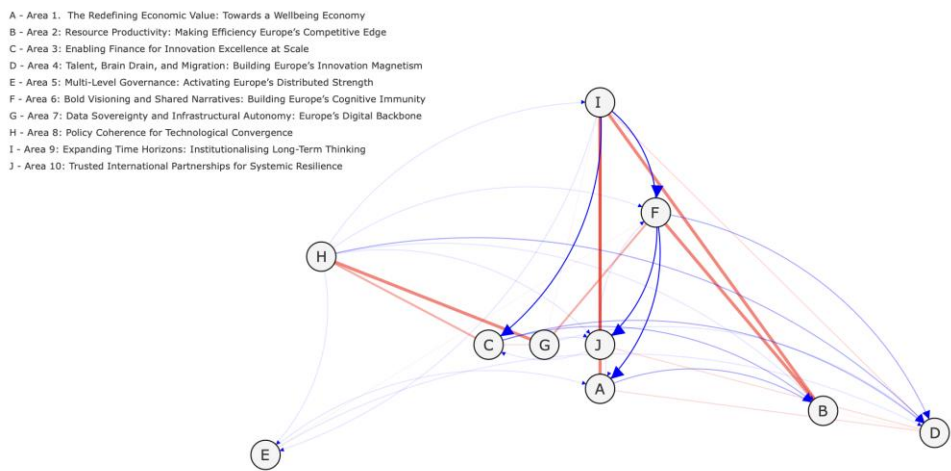 A - Area 1.  The Redefining Economic Value: Towards a Wellbeing Economy
B - Area 2: Resource Productivity: Making Efficiency Europe's Competitive Edge
C - Area 3: Enabling Finance for Innovation Excellence at Scale
D - Area 4: Talent, Brain Drain, and Migration: Building Europe's Innovation Magnetism
E - Area 5: Multi-Level Governance: Activating Europe's Distributed Strength
F - Area 6: Bold Visioning and Shared Narratives: Building Europe's Cognitive Immunity
G - Area 7: Data Sovereignty and Infrastructural Autonomy: Europe's Digital Backbone
H - Area 8: Policy Coherence for Technological Convergence
I - Area 9: Expanding Time Horizons: Institutionalising Long-Term Thinking
J - Area 10: Trusted International Partnerships for Systemic Resilience
I
F
H
C
G
J
A
B
D
E